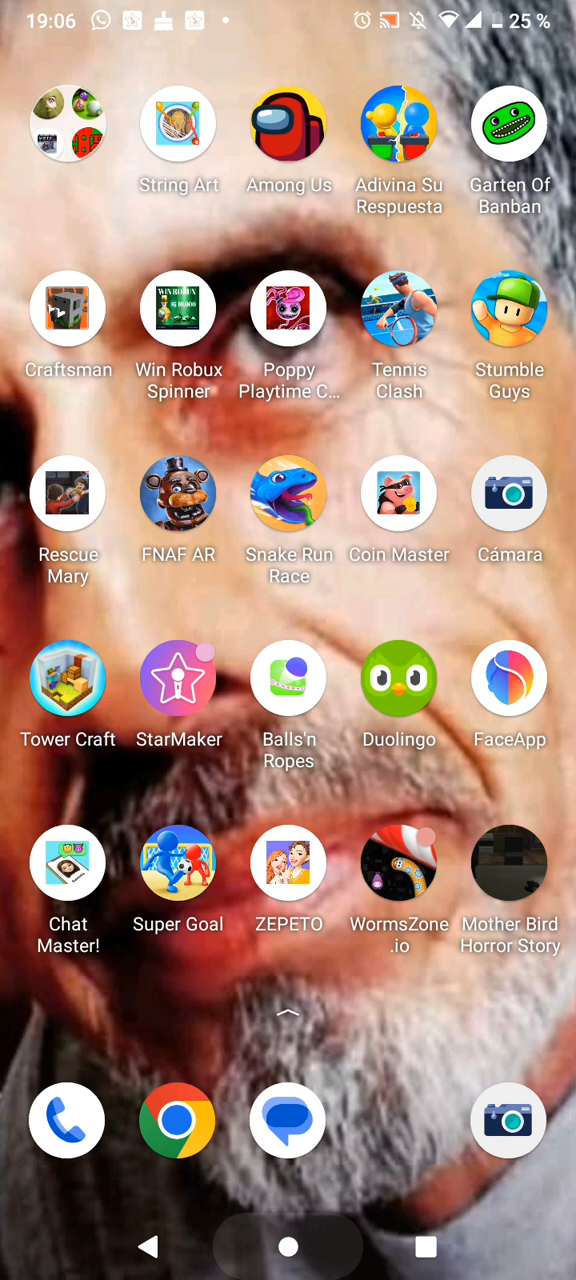 19:06
25 %
String Art
Among Us
Adivina Su
Respuesta
Garten Of
Banban
WIN ROBUX
Craftsman
Win Robux
Spinner
Poppy
Playtime C...
Tennis
Clash
Stumble
Guys
Rescue
Mary
FNAF AR
Snake Run
Race
Coin Master
Cámara
Tower Craft
StarMaker
Balls'n
Ropes
Duolingo
FaceApp
Chat
Master!
Super Goal
ZEPETO
WormsZone
.io
Mother Bird
Horror Story